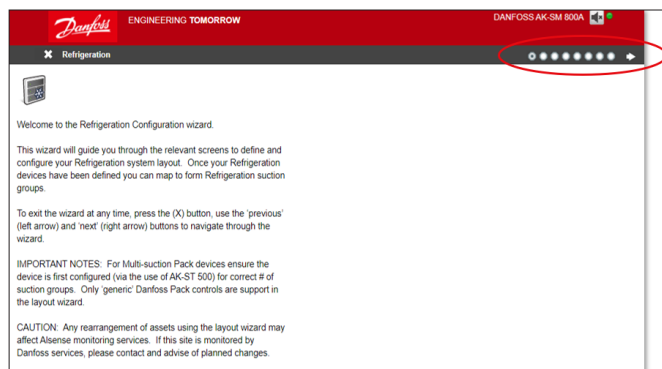 Danfoss
ENGINEERING TOMORROW
DANFOSS AK-SM 800A
X Refrigeration
Welcome to the Refrigeration Configuration wizard.
This wizard will guide you through the relevant screens to define and
configure your Refrigeration system layout. Once your Refrigeration
devices have been defined you can map to form Refrigeration suction
groups.
To exit the wizard at any time, press the (X) button, use the 'previous'
(left arrow) and 'next' (right arrow) buttons to navigate through the
wizard.
IMPORTANT NOTES: For Multi-suction Pack devices ensure the
device is first configured (via the use of AK-ST 500) for correct # of
suction groups. Only 'generic' Danfoss Pack controls are support in
the layout wizard.
CAUTION: Any rearrangement of assets using the layout wizard may
affect Alsense monitoring services. If this site is monitored by
Danfoss services, please contact and advise of planned changes.